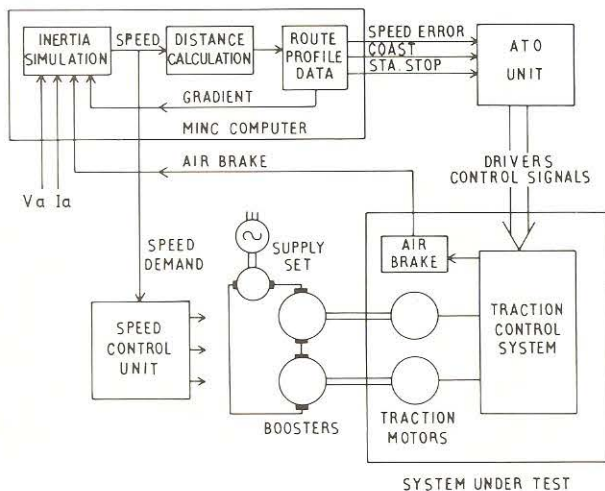 INERTIA
SIMULATION
SPEED
DISTANCE
CALCULATION
ROUTE
PROFILE
DATA
SPEED ERROR
COAST
STA. STOP
ATO
UNIT
GRADIENT
MINC COMPUTER
AIR BRAKE
Va Ia
DRIVERS
CONTROL SIGNALS
SPEED
DEMAND
SUPPLY
SET
AIR
BRAKE
SPEED
CONTROL
UNIT
TRACTION
CONTROL
SYSTEM
BOOSTERS
TRACTION
MOTORS
SYSTEM UNDER TEST